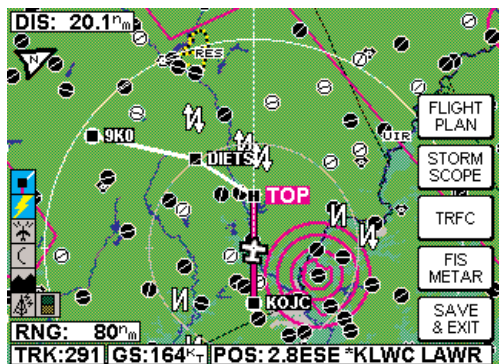 DIS: 20.1nm
N
RES
FLIGHT PLAN
9K0
UIR
DIETS
STORM SCOPE
H TOP
TRFC
FIS METAR
KOJC
SAVE & EXIT
RNG: 80nm
TRK:291 GS:164KT POS: 2.8ESE *KLWC LAWR